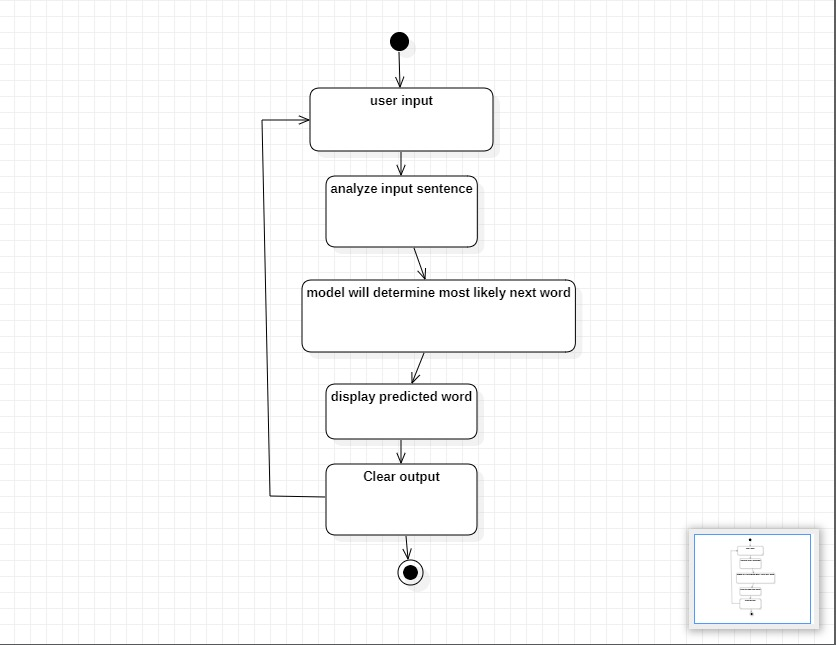 user input
analyze input sentence
model will determine most likely next word
display predicted word
Clear output